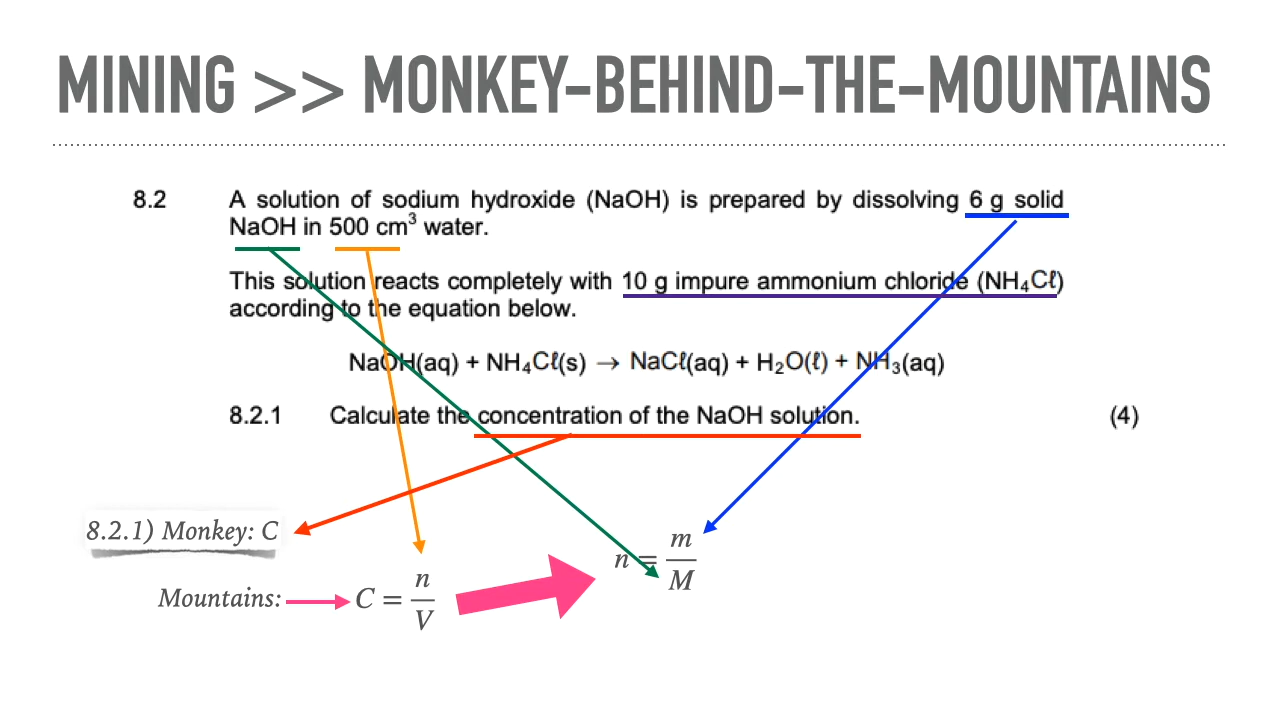 MINING >> MONKEY-BEHIND-THE-MOUNTAINS
8.2 A solution of sodium hydroxide (NaOH) is prepared by dissolving 6 g solid
NaOH in 500 cm³ water.
This solution reacts completely with 10 g impure ammonium chloride (NH₄Cℓ)
according to the equation below.
NaOH(aq) + NH₄Cℓ(s) → NaCℓ(aq) + H₂O(ℓ) + NH₃(aq)
8.2.1 Calculate the concentration of the NaOH solution. (4)
8.2.1) Monkey: C
n = m/M
Mountains: C = n/V